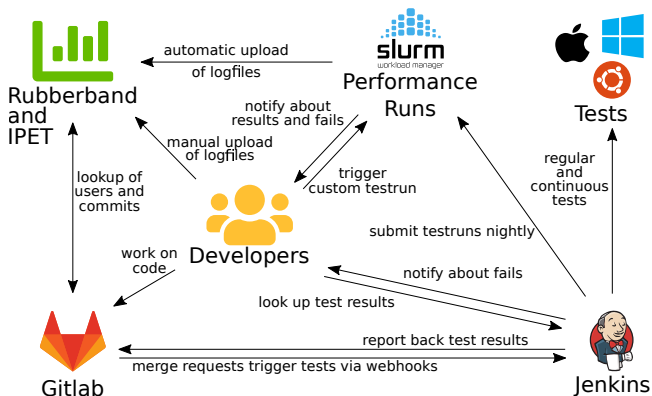 slurm
workload manager
automatic upload
of logfiles
Performance
Runs
Rubberband
and
IPET
Tests
notify about
results and fails
manual upload
of logfiles
trigger
custom testrun
regular
and
continuous
tests
lookup of
users and
commits
submit testruns nightly
Developers
work on
code
notify about fails
look up test results
report back test results
merge requests trigger tests via webhooks
Gitlab
Jenkins